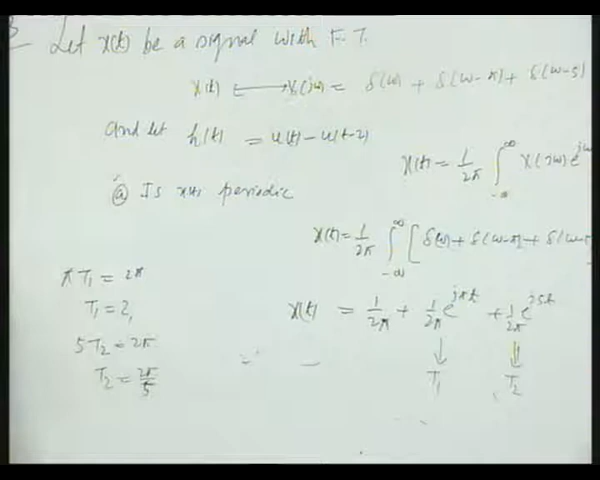 Let x(t) be a signal with F.T.
x(t) ⟷ X(jω) = δ(ω) + δ(ω-π) + δ(ω-5)
and let h(t) = u(t) - u(t-2)
x(t) = 1/2π ∫_{-∞}^{∞} X(jω) e^{jω
ⓐ Is x(t) periodic
x(t) = 1/2π ∫_{-∞}^{∞} [δ(ω) + δ(ω-π) + δ(ω-5
πT₁ = 2π
T₁ = 2,
x(t) = 1/2π + 1/2π e^{jπt} + 1/2π e^{j5t}
5T₂ = 2π
T₂ = 2π/5
↓ ⇓
T₁ T₂